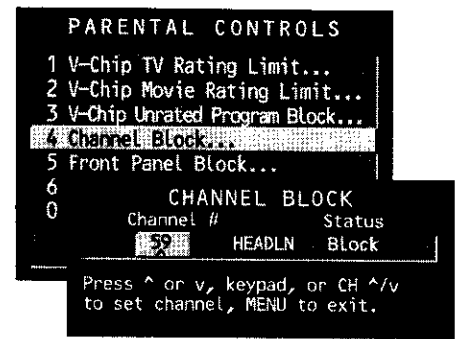 PARENTAL CONTROLS
1 V-Chip TV Rating Limit...
2 V-Chip Movie Rating Limit...
3 V-Chip Unrated Program Block...
4 Channel Block...
5 Front Panel Block...
6
0
CHANNEL BLOCK
Channel # Status
59 HEADLN Block
Press ^ or v, keypad, or CH ^/v
to set channel, MENU to exit.